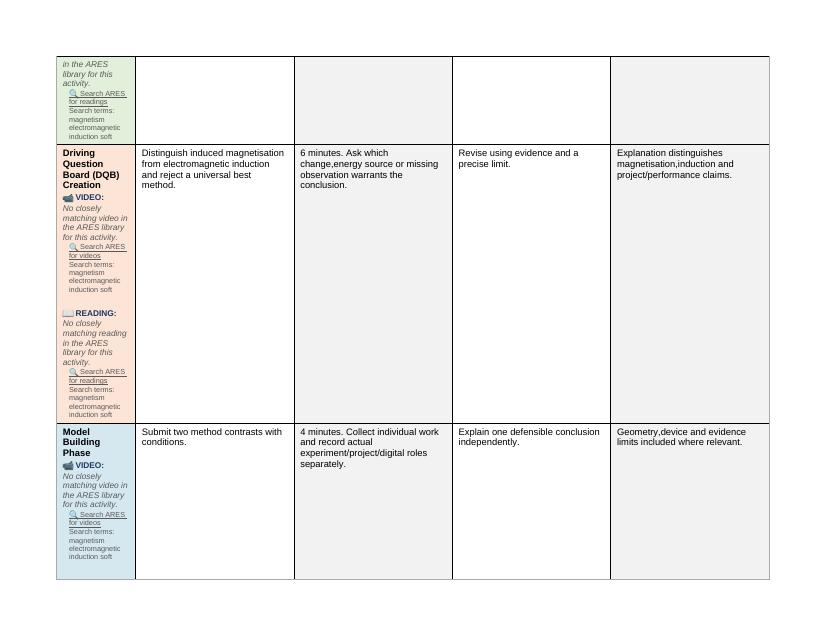 in the ARES
library for this
activity.
🔍 Search ARES
for readings
Search terms:
magnetism
electromagnetic
induction soft
Driving
Question
Board (DQB)
Creation
📹 VIDEO:
No closely
matching video in
the ARES library
for this activity.
🔍 Search ARES
for videos
Search terms:
magnetism
electromagnetic
induction soft
📖 READING:
No closely
matching reading
in the ARES
library for this
activity.
🔍 Search ARES
for readings
Search terms:
magnetism
electromagnetic
induction soft
Distinguish induced magnetisation
from electromagnetic induction
and reject a universal best
method.
6 minutes. Ask which
change,energy source or missing
observation warrants the
conclusion.
Revise using evidence and a
precise limit.
Explanation distinguishes
magnetisation,induction and
project/performance claims.
Model
Building
Phase
📹 VIDEO:
No closely
matching video in
the ARES library
for this activity.
🔍 Search ARES
for videos
Search terms:
magnetism
electromagnetic
induction soft
Submit two method contrasts with
conditions.
4 minutes. Collect individual work
and record actual
experiment/project/digital roles
separately.
Explain one defensible conclusion
independently.
Geometry,device and evidence
limits included where relevant.